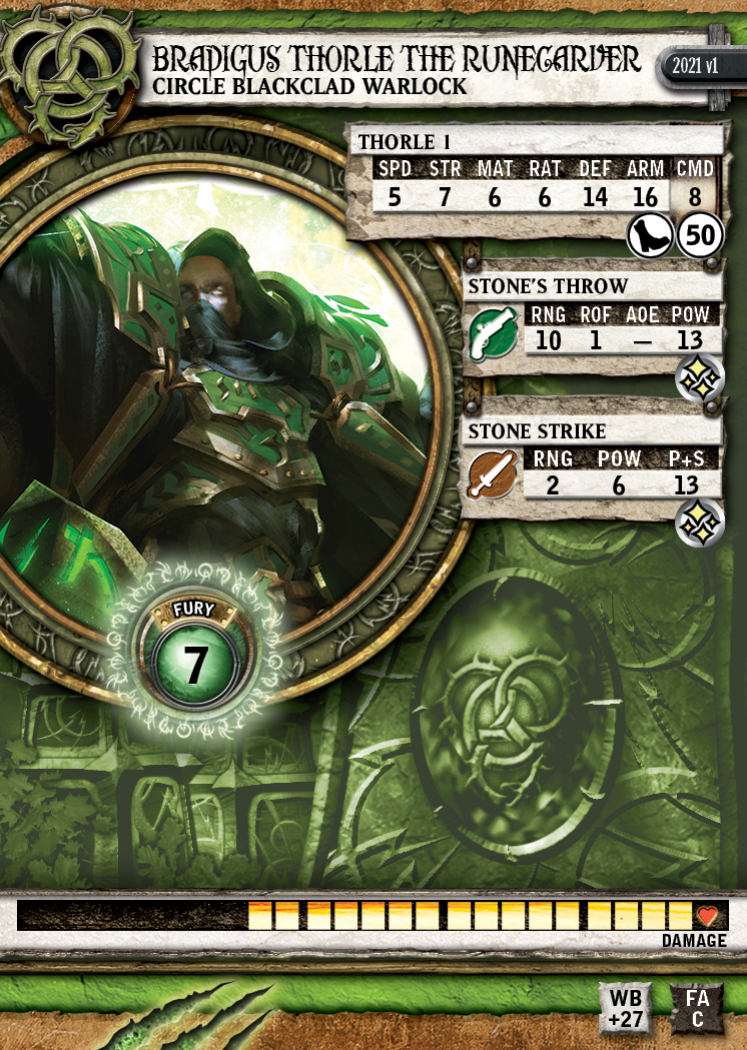 BRADIGUS THORLE THE RUNECARVER
CIRCLE BLACKCLAD WARLOCK
2021 v1
THORLE 1
SPD STR MAT RAT DEF ARM CMD
5 7 6 6 14 16 8
50
STONE'S THROW
RNG ROF AOE POW
10 1 — 13
STONE STRIKE
RNG POW P+S
2 6 13
FURY
7
DAMAGE
WB FA
+27 C